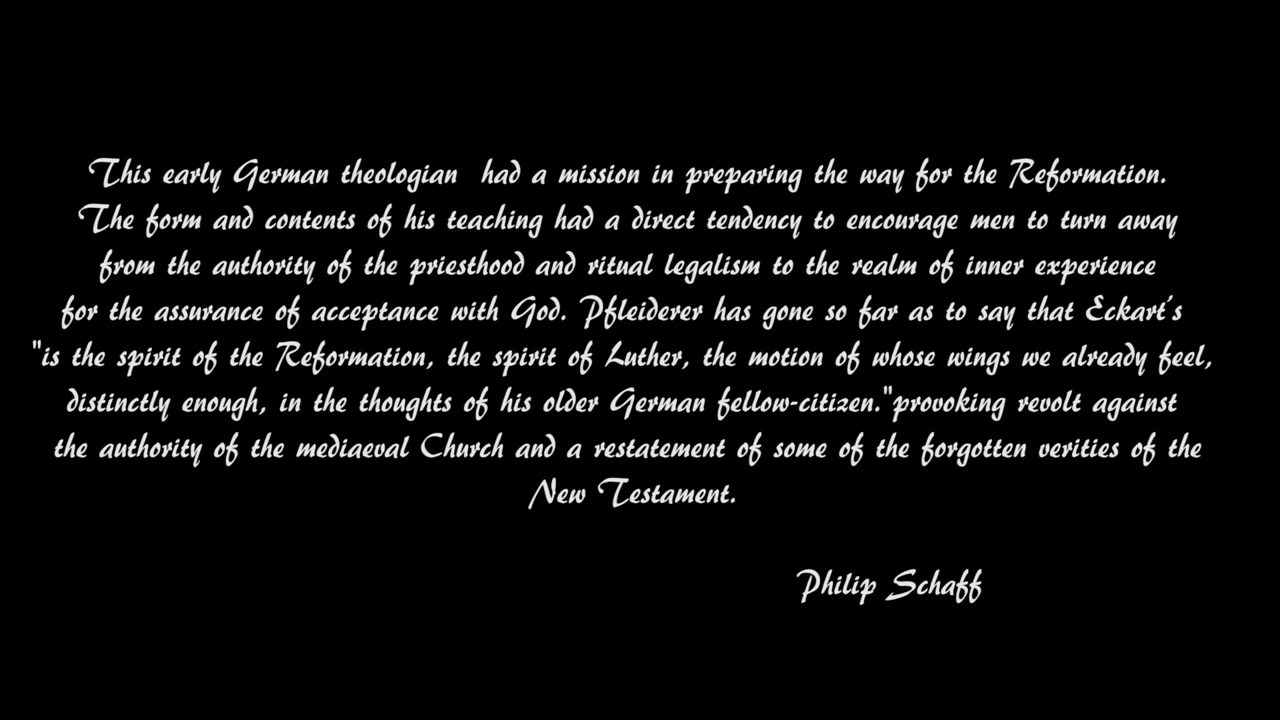 This early German theologian had a mission in preparing the way for the Reformation.
The form and contents of his teaching had a direct tendency to encourage men to turn away
from the authority of the priesthood and ritual legalism to the realm of inner experience
for the assurance of acceptance with God. Pfleiderer has gone so far as to say that Eckart's
"is the spirit of the Reformation, the spirit of Luther, the motion of whose wings we already feel,
distinctly enough, in the thoughts of his older German fellow-citizen."provoking revolt against
the authority of the mediaeval Church and a restatement of some of the forgotten verities of the
New Testament.
Philip Schaff